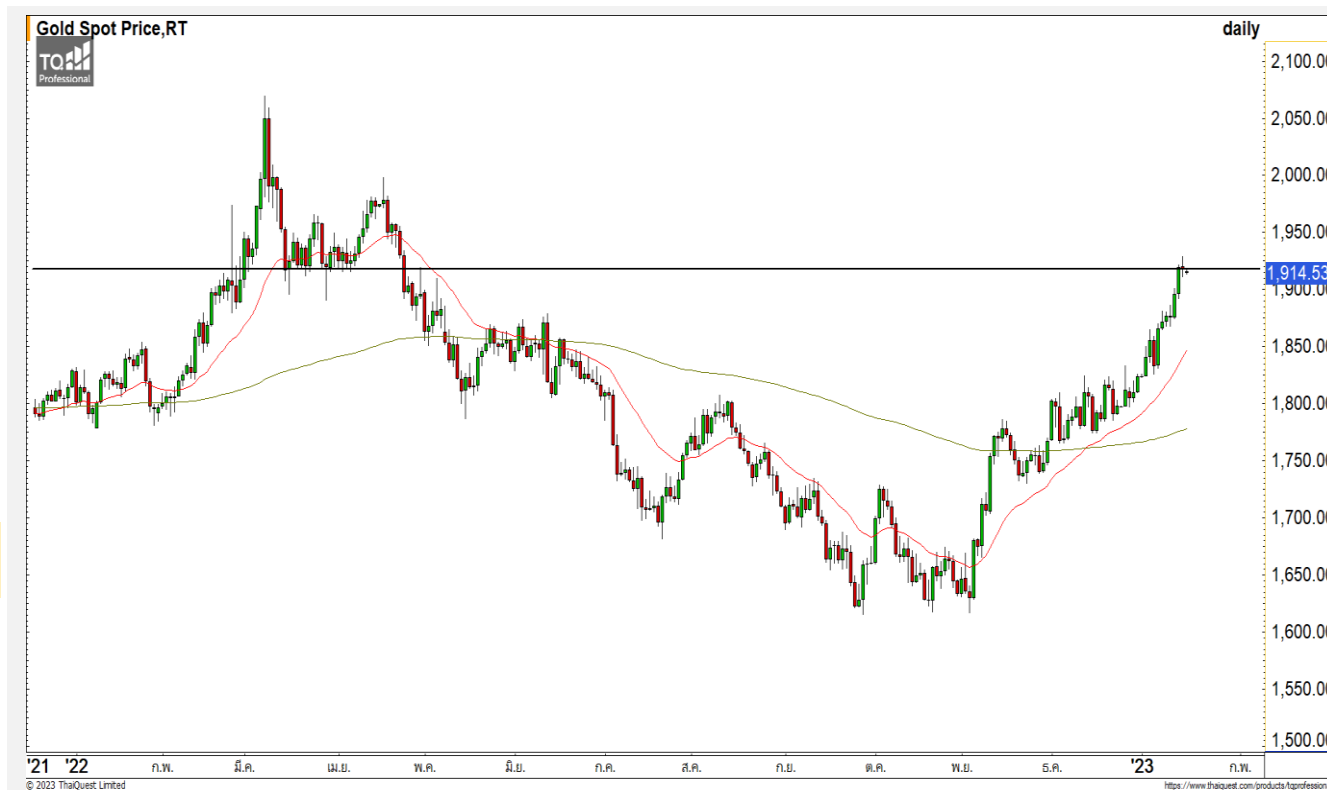 Gold Spot Price,RT
daily
TQ
Professional
2,100.00
2,050.00
2,000.00
1,950.00
1,914.53
1,900.00
1,850.00
1,800.00
1,750.00
1,700.00
1,650.00
1,600.00
1,550.00
1,500.00
'21 '22 ก.พ. มี.ค. เม.ย. พ.ค. มิ.ย. ก.ค. ส.ค. ก.ย. ต.ค. พ.ย. ธ.ค. '23 ก.พ.
© 2023 ThaiQuest Limited
https://www.thaiquest.com/products/tqprofession